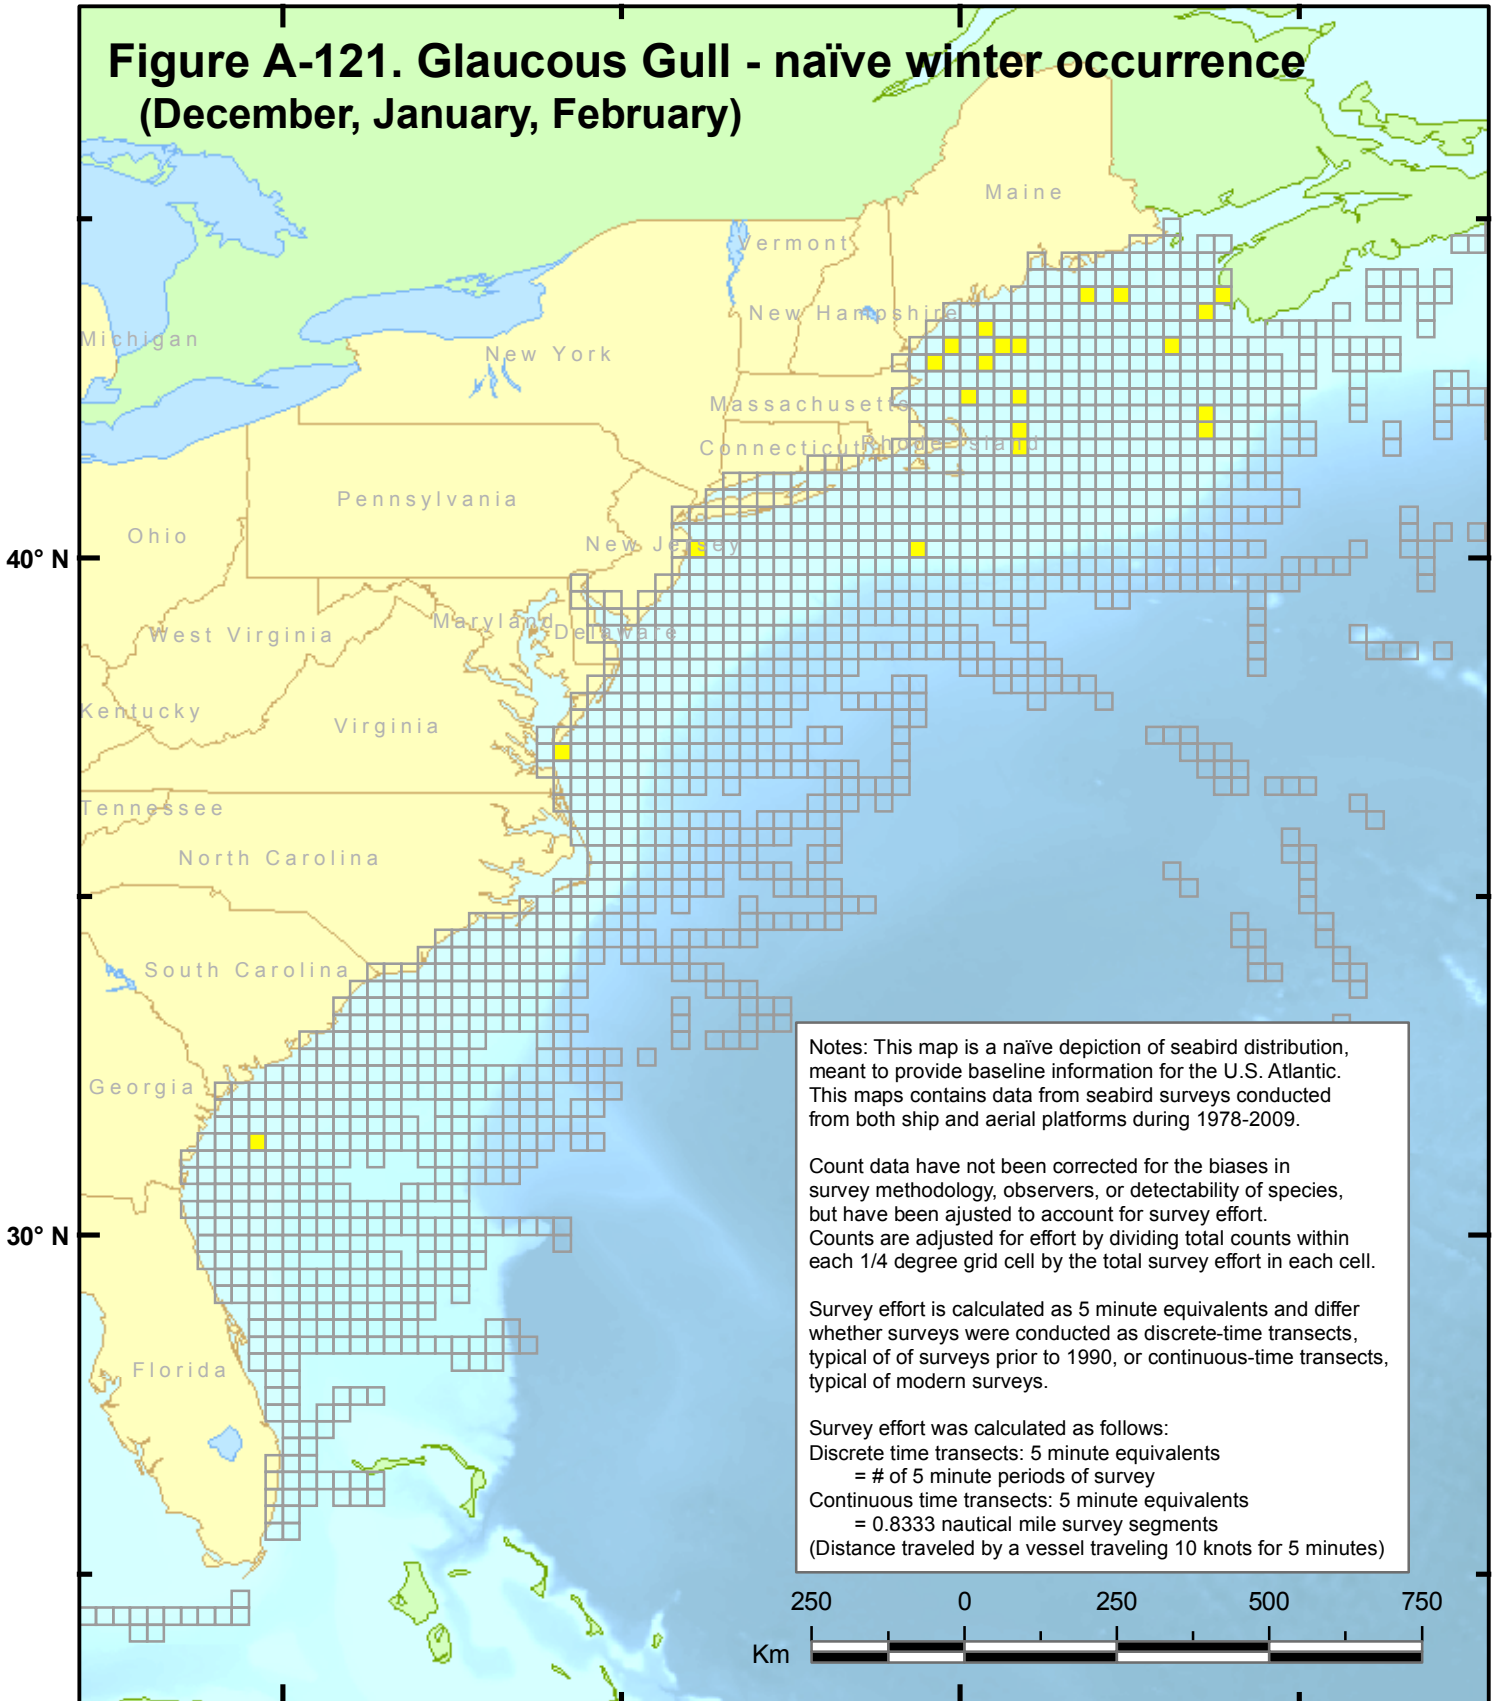 Figure A-121. Glaucous Gull - naïve winter occurrence
(December, January, February)
Maine
Vermont
New Hampshire
Michigan
New York
Massachusetts
Connecticut
Rhode Island
Pennsylvania
Ohio
New Jersey
40° N
Maryland
Delaware
West Virginia
Kentucky
Virginia
Tennessee
North Carolina
South Carolina
Georgia
30° N
Florida
Notes: This map is a naïve depiction of seabird distribution,
meant to provide baseline information for the U.S. Atlantic.
This maps contains data from seabird surveys conducted
from both ship and aerial platforms during 1978-2009.
Count data have not been corrected for the biases in
survey methodology, observers, or detectability of species,
but have been ajusted to account for survey effort.
Counts are adjusted for effort by dividing total counts within
each 1/4 degree grid cell by the total survey effort in each cell.
Survey effort is calculated as 5 minute equivalents and differ
whether surveys were conducted as discrete-time transects,
typical of of surveys prior to 1990, or continuous-time transects,
typical of modern surveys.
Survey effort was calculated as follows:
Discrete time transects: 5 minute equivalents
= # of 5 minute periods of survey
Continuous time transects: 5 minute equivalents
= 0.8333 nautical mile survey segments
(Distance traveled by a vessel traveling 10 knots for 5 minutes)
250 0 250 500 750
Km